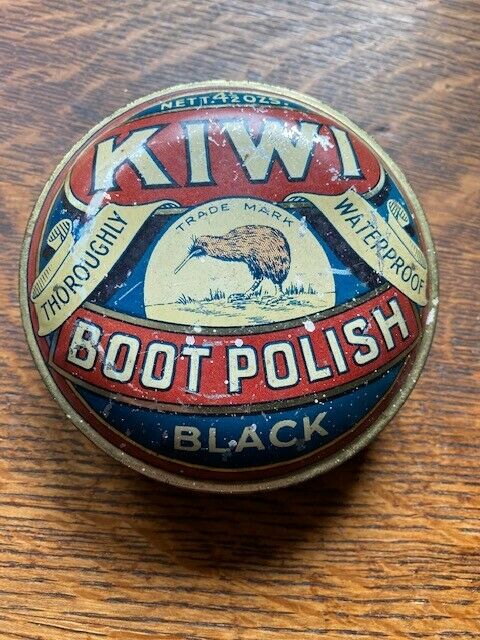 NETT. 4½ OZS.
KIWI
TRADE MARK
THOROUGHLY
WATERPROOF
BOOT POLISH
BLACK